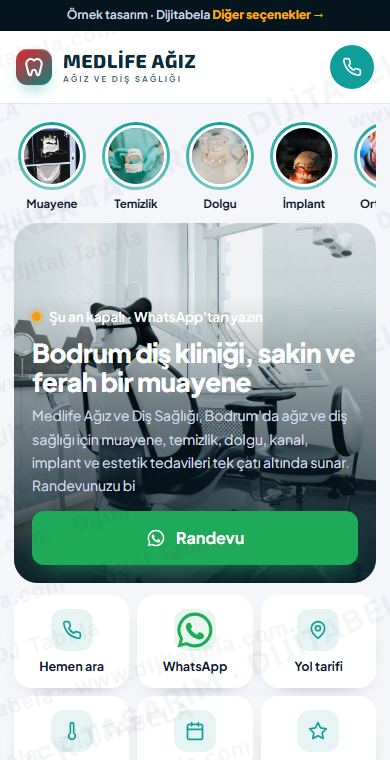 Örnek tasarım · Dijitabela Diğer seçenekler →
MEDLİFE AĞIZ
AĞIZ VE DİŞ SAĞLIĞI
Muayene
Temizlik
Dolgu
İmplant
Ort
Şu an kapalı · WhatsApp'tan yazın
Bodrum diş kliniği, sakin ve
ferah bir muayene
Medlife Ağız ve Diş Sağlığı, Bodrum'da ağız ve diş
sağlığı için muayene, temizlik, dolgu, kanal,
implant ve estetik tedavileri tek çatı altında sunar.
Randevunuzu bi
Randevu
Hemen ara
WhatsApp
Yol tarifi